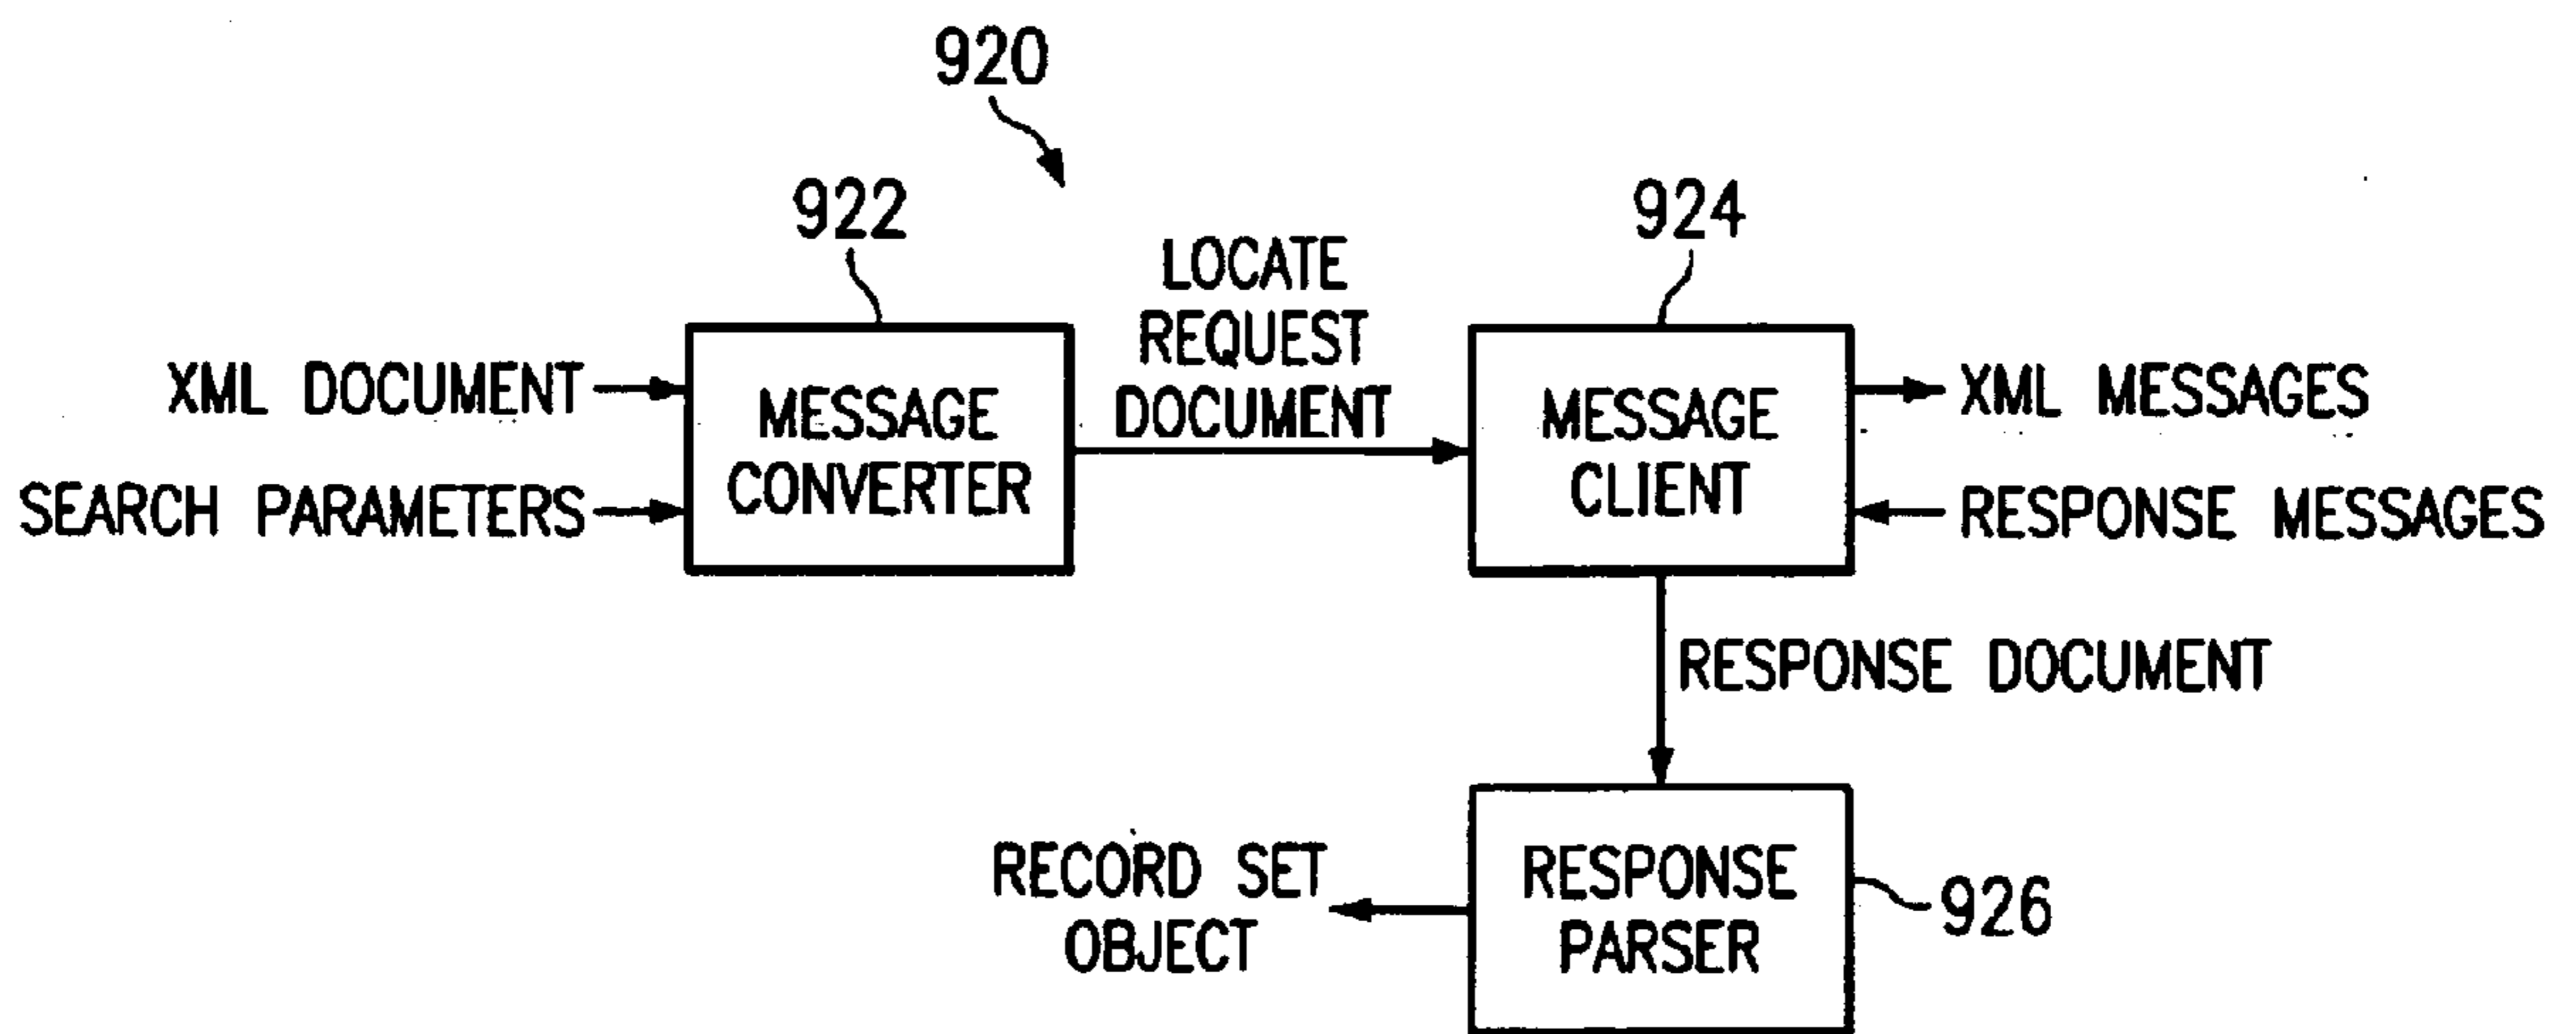 920
922
924
LOCATE
REQUEST
DOCUMENT
XML DOCUMENT
SEARCH PARAMETERS
MESSAGE
CONVERTER
MESSAGE
CLIENT
XML MESSAGES
RESPONSE MESSAGES
RESPONSE DOCUMENT
RECORD SET
OBJECT
RESPONSE
PARSER
926